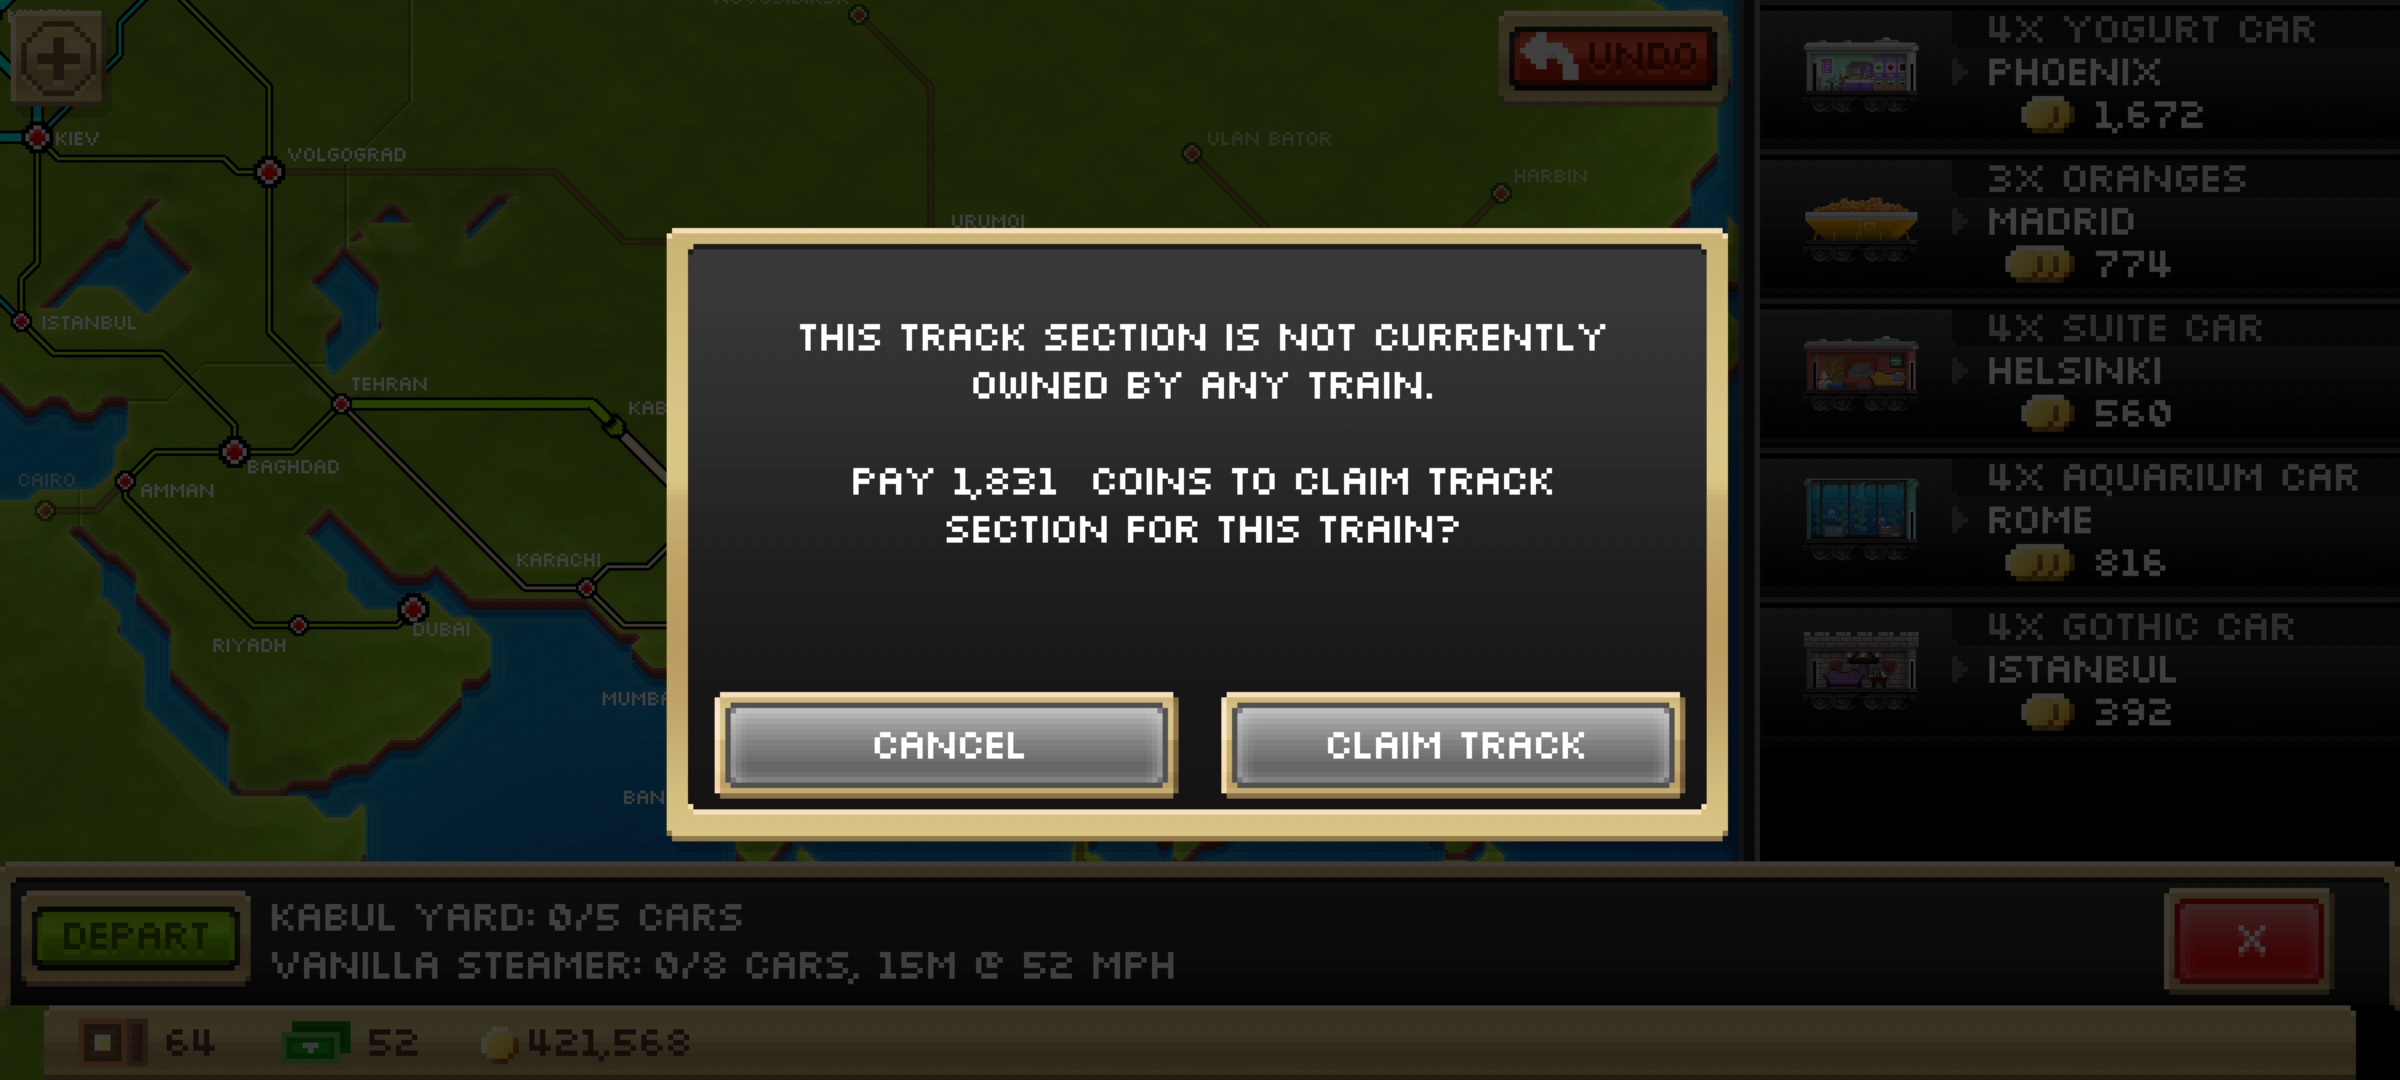 NOVOSIBIRSK
UNDO
KIEV
VOLGOGRAD
ULAN BATOR
HARBIN
URUMQI
ISTANBUL
TEHRAN
KAB
BAGHDAD
CAIRO
AMMAN
KARACHI
RIYADH
DUBAI
MUMBA
BAN
THIS TRACK SECTION IS NOT CURRENTLY
OWNED BY ANY TRAIN.
PAY 1,831 COINS TO CLAIM TRACK
SECTION FOR THIS TRAIN?
CANCEL
CLAIM TRACK
4X YOGURT CAR
PHOENIX
1,672
3X ORANGES
MADRID
774
4X SUITE CAR
HELSINKI
560
4X AQUARIUM CAR
ROME
816
4X GOTHIC CAR
ISTANBUL
392
DEPART
KABUL YARD: 0/5 CARS
VANILLA STEAMER: 0/8 CARS, 15M @ 52 MPH
X
64
52
421,568